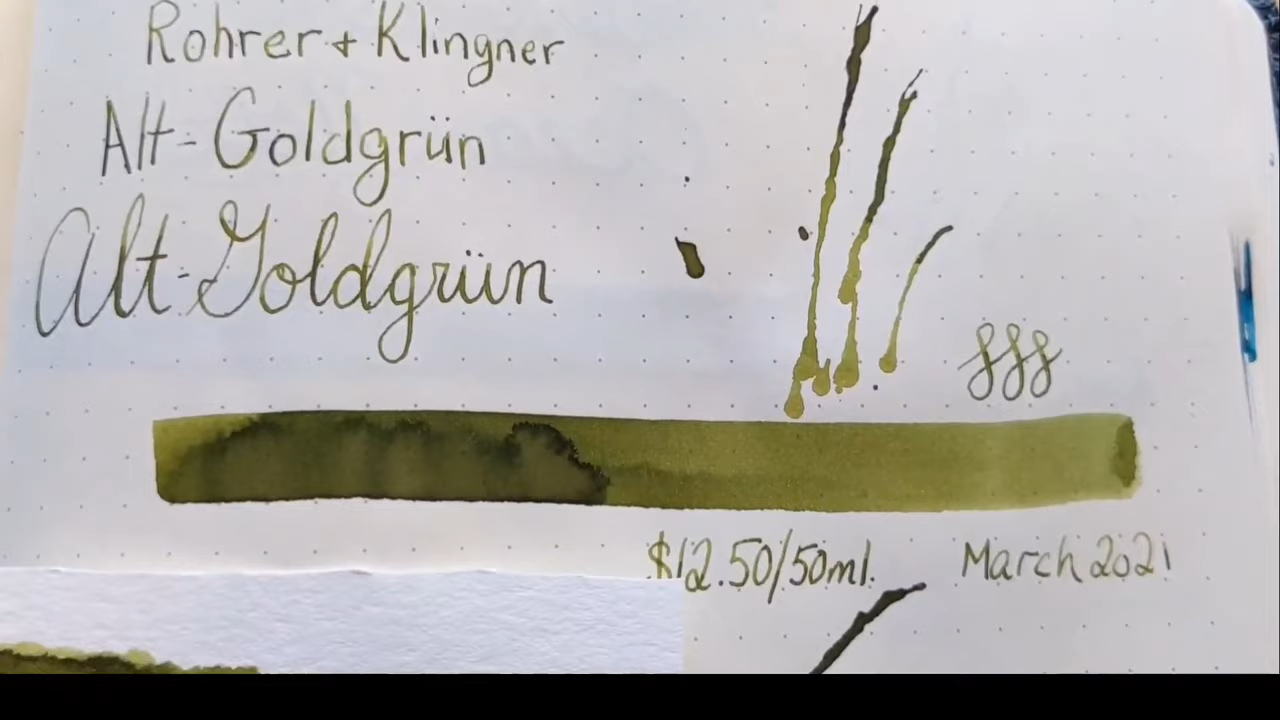 Rohrer + Klingner
Alt-Goldgrün
Alt-Goldgrün
$12.50/50ml.
March 2021